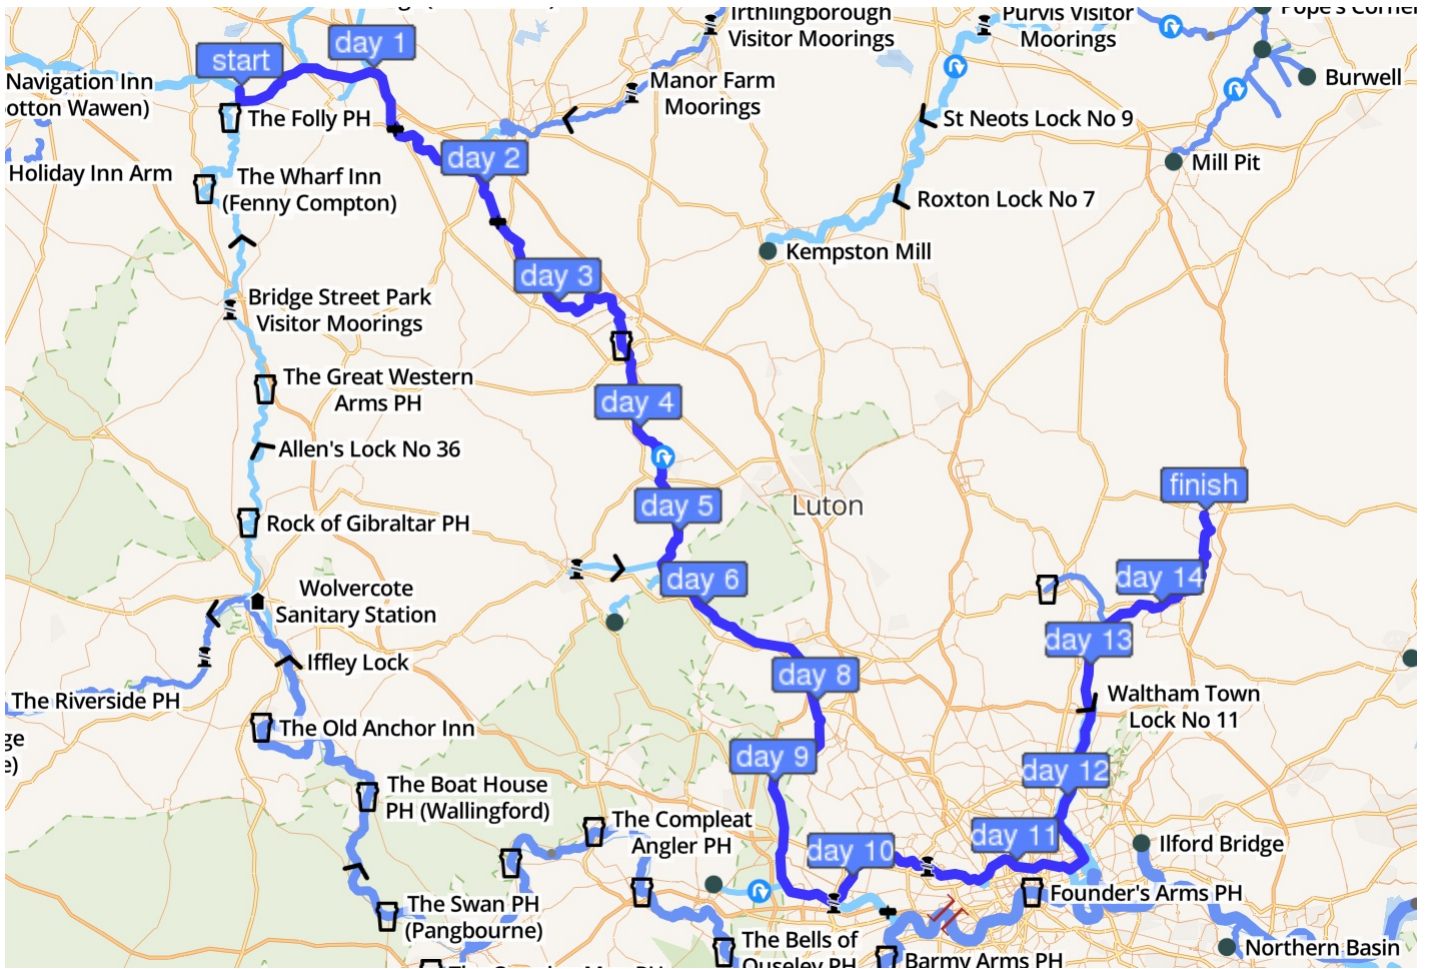 Irthlingborough
Visitor Moorings
Purvis Visitor
Moorings
Pope's Corner
start
day 1
Navigation Inn
otton Wawen)
The Folly PH
Manor Farm
Moorings
Burwell
St Neots Lock No 9
Mill Pit
Holiday Inn Arm
The Wharf Inn
(Fenny Compton)
day 2
Roxton Lock No 7
Kempston Mill
day 3
Bridge Street Park
Visitor Moorings
The Great Western
Arms PH
day 4
Allen's Lock No 36
Rock of Gibraltar PH
day 5
Luton
finish
Wolvercote
Sanitary Station
day 6
day 14
day 13
Iffley Lock
The Riverside PH
day 8
Waltham Town
Lock No 11
The Old Anchor Inn
ge
e)
day 9
day 12
The Boat House
PH (Wallingford)
The Compleat
Angler PH
day 10
day 11
Ilford Bridge
Founder's Arms PH
The Swan PH
(Pangbourne)
The Bells of
Ouseley PH
Barmy Arms PH
Northern Basin